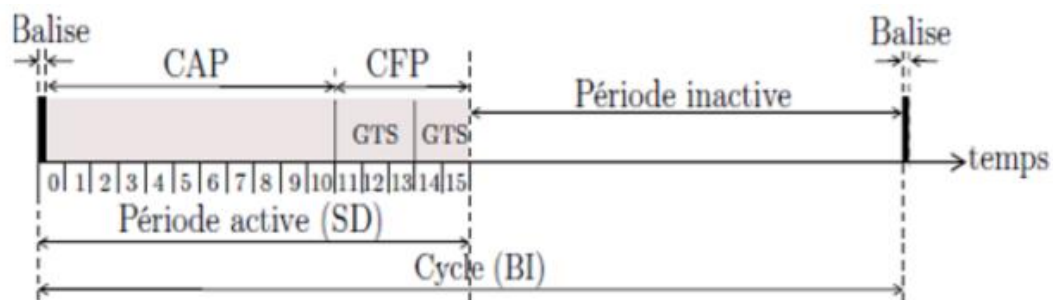 Balise Balise
CAP CFP
Période inactive
GTS GTS
temps
0 1 2 3 4 5 6 7 8 9 10 11 12 13 14 15
Période active (SD)
Cycle (BI)